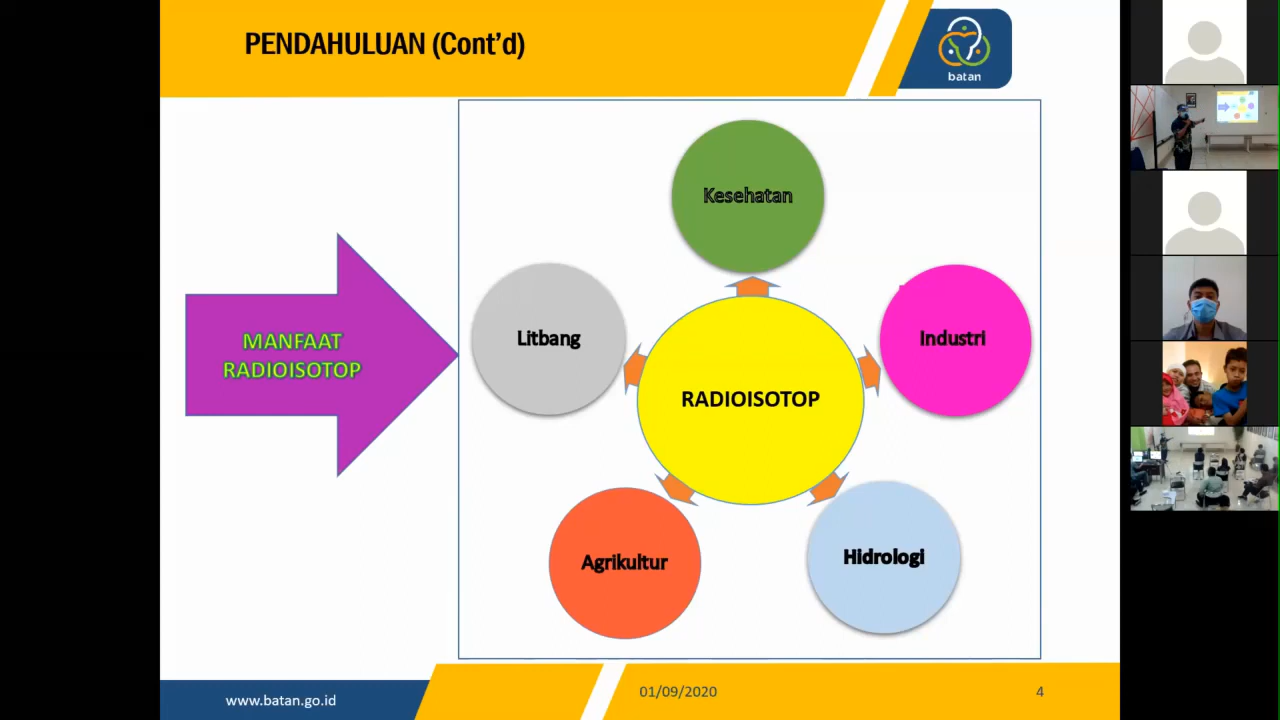 PENDAHULUAN (Cont'd)
batan
Kesehatan
Litbang
Industri
MANFAAT
RADIOISOTOP
RADIOISOTOP
Agrikultur
Hidrologi
www.batan.go.id
01/09/2020
4